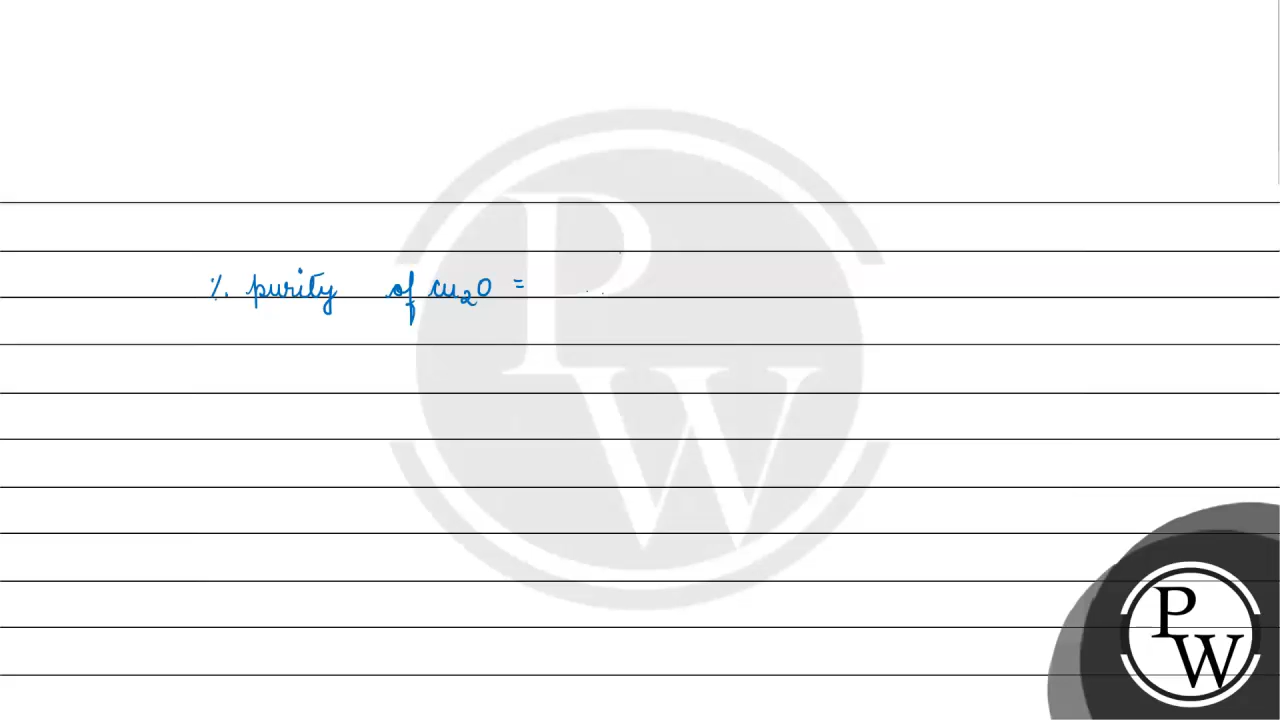 % purity of cu₂O =
P
W
P
W